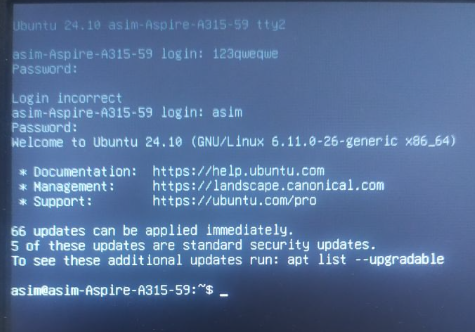 Ubuntu 24.10 asim-Aspire-A315-59 tty2
asim-Aspire-A315-59 login: 123qweqwe
Password:
Login incorrect
asim-Aspire-A315-59 login: asim
Password:
Welcome to Ubuntu 24.10 (GNU/Linux 6.11.0-26-generic x86_64)
* Documentation: https://help.ubuntu.com
* Management: https://landscape.canonical.com
* Support: https://ubuntu.com/pro
66 updates can be applied immediately.
5 of these updates are standard security updates.
To see these additional updates run: apt list --upgradable
asim@asim-Aspire-A315-59:~$ _